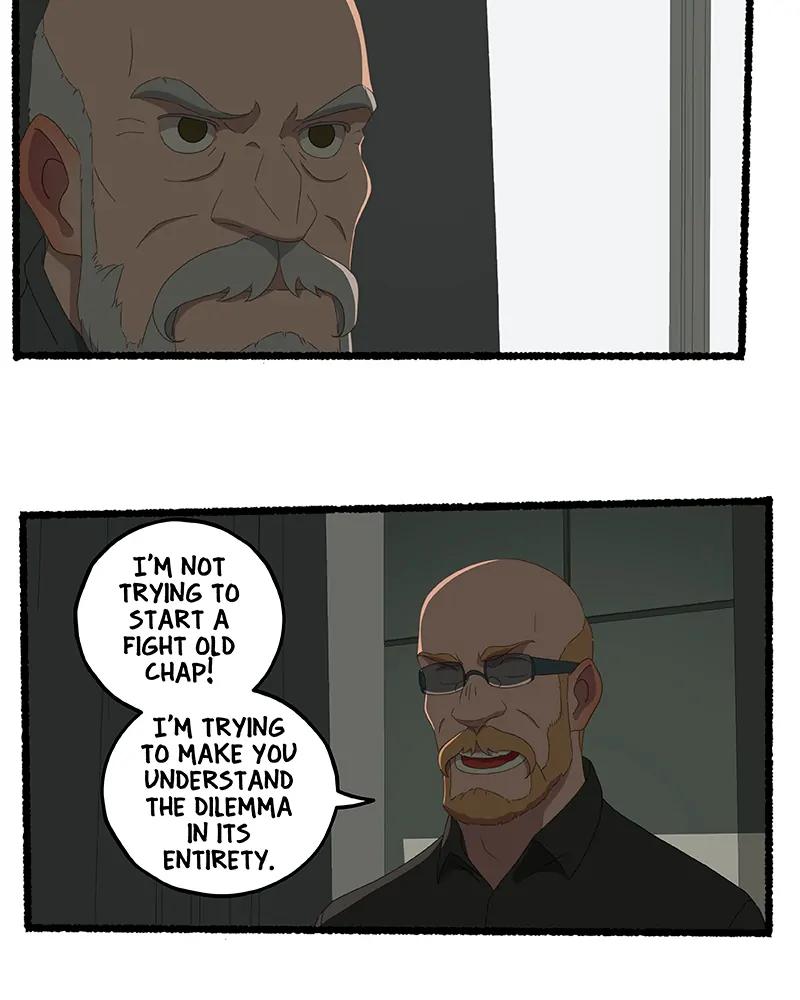 I'M NOT
TRYING TO
START A
FIGHT OLD
CHAP!
I'M TRYING
TO MAKE YOU
UNDERSTAND
THE DILEMMA
IN ITS
ENTIRETY.